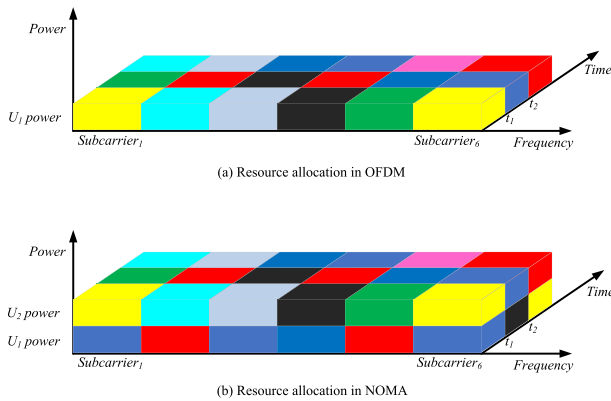 Power
Time
U₁ power
t₁
t₂
Subcarrier₁
Subcarrier₆
Frequency
(a) Resource allocation in OFDM
Power
Time
U₂ power
U₁ power
t₁
t₂
Subcarrier₁
Subcarrier₆
Frequency
(b) Resource allocation in NOMA